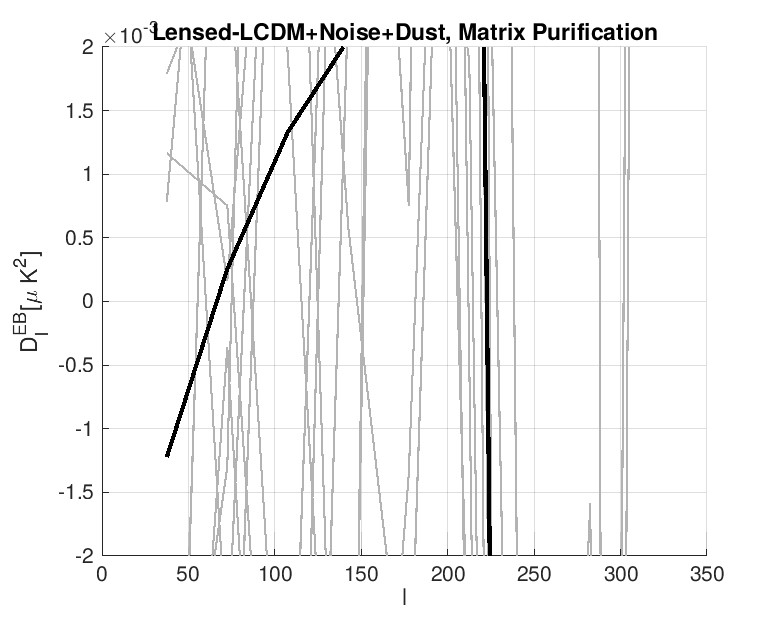 ×10⁻³
Lensed-LCDM+Noise+Dust, Matrix Purification
2
1.5
1
0.5
0
-0.5
-1
-1.5
-2
D_l^{EB}[μ K²]
0 50 100 150 200 250 300 350
l